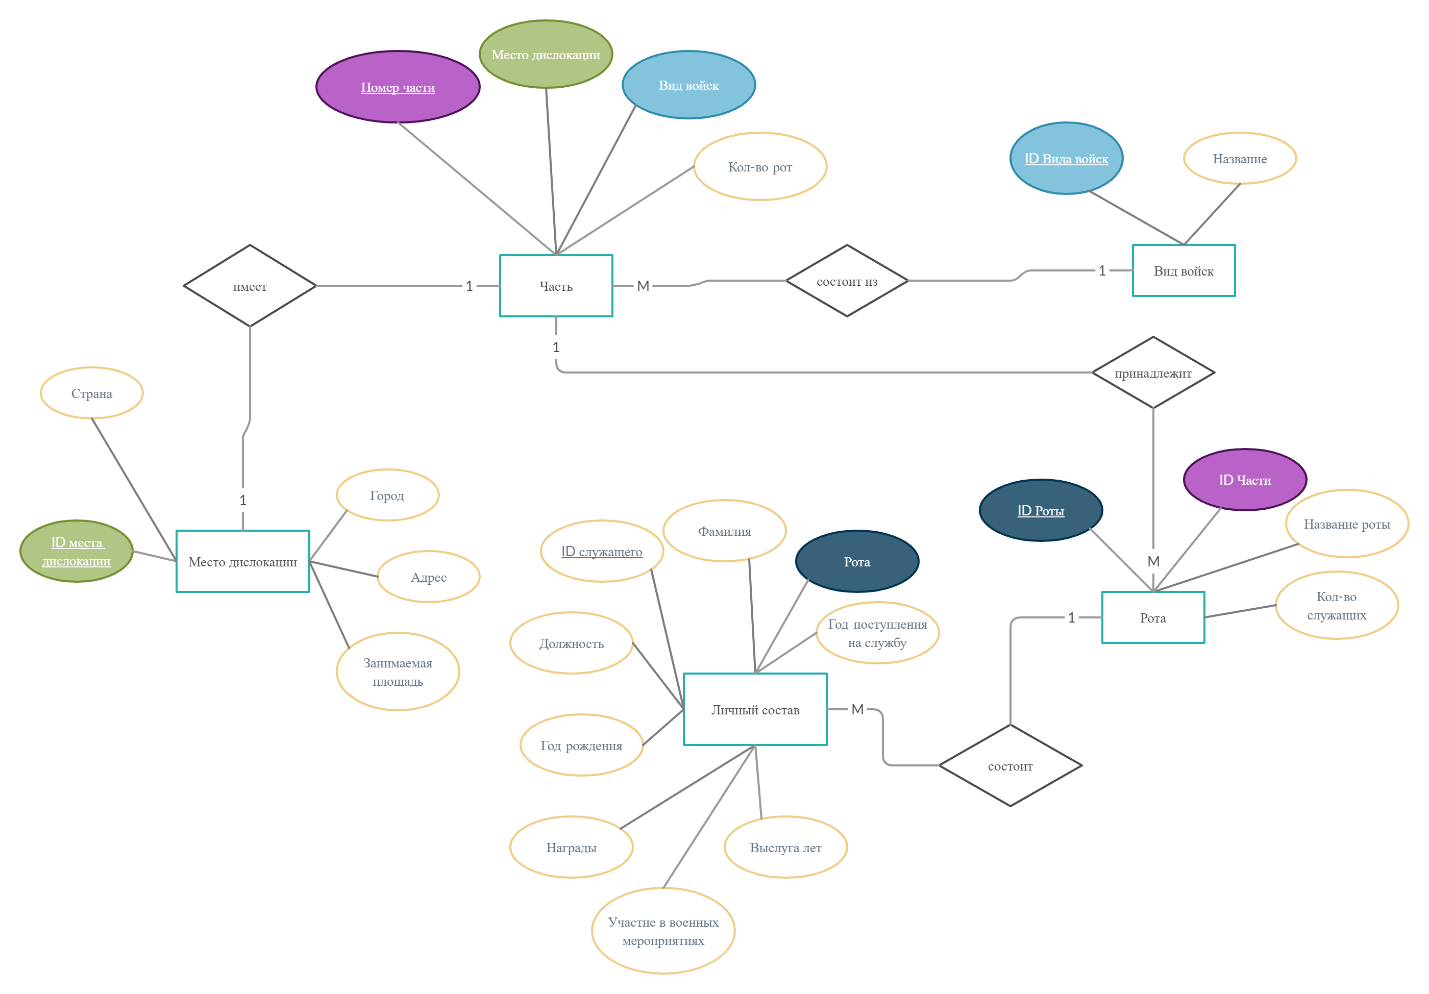 Место дислокации
Номер части
Вид войск
Кол-во рот
ID Вида войск
Название
имеет
1
Часть
М
состоит из
1
Вид войск
1
принадлежит
Страна
Город
1
ID места
дислокации
Место дислокации
Адрес
Занимаемая
площадь
ID Части
ID Роты
Название роты
М
Кол-во
служащих
Рота
1
Фамилия
ID служащего
Рота
Год поступления
на службу
Должность
Личный состав
М
Год рождения
состоит
Награды
Выслуга лет
Участие в военных
мероприятиях